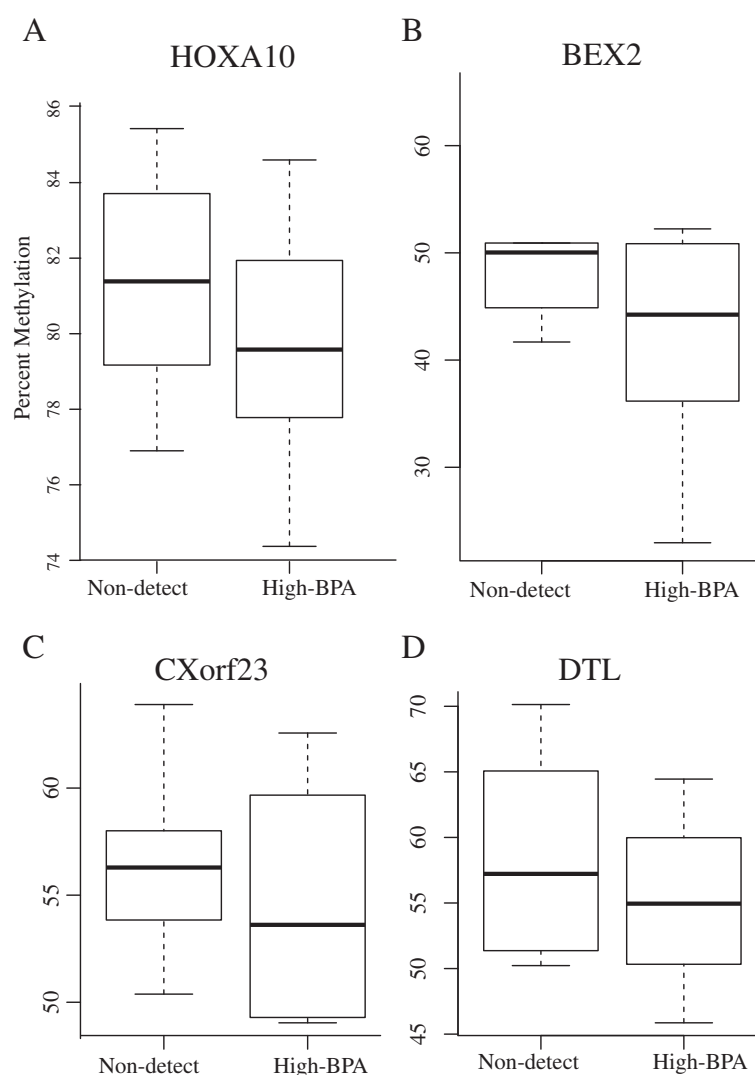 A
HOXA10
Percent Methylation
86
84
82
80
78
76
74
Non-detect
High-BPA
B
BEX2
60
50
40
30
Non-detect
High-BPA
C
CXorf23
60
55
50
Non-detect
High-BPA
D
DTL
70
65
60
55
50
45
Non-detect
High-BPA